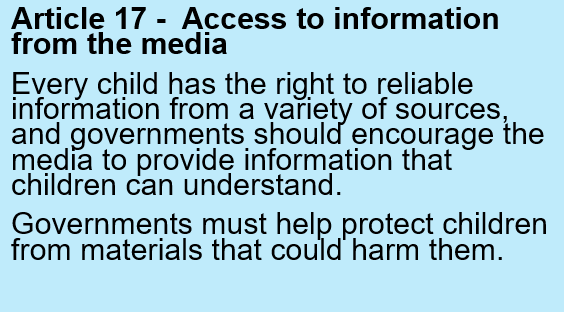 Article 17 -  Access to information
from the media
Every child has the right to reliable
information from a variety of sources,
and governments should encourage the
media to provide information that
children can understand.
Governments must help protect children
from materials that could harm them.